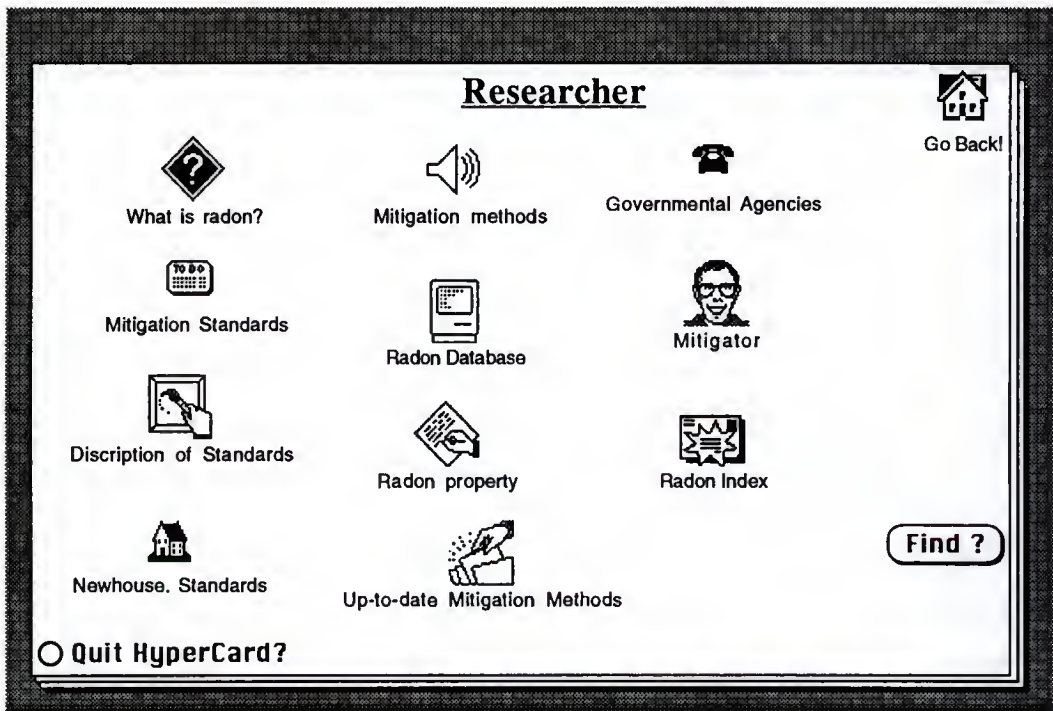 Researcher
Go Back!
What is radon?
Mitigation methods
Governmental Agencies
TO DO
Mitigation Standards
Radon Database
Mitigator
Discription of Standards
Radon property
Radon Index
Newhouse. Standards
Up-to-date Mitigation Methods
Find ?
Quit HyperCard?